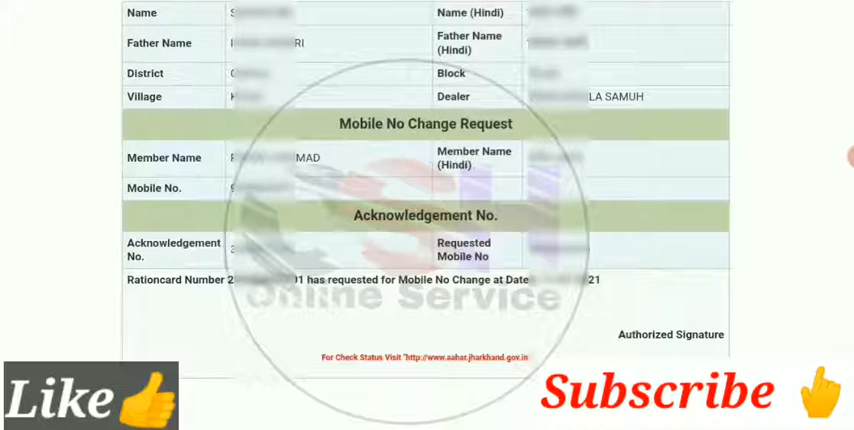 Name Name (Hindi)
Father Name Father Name (Hindi)
District Block
Village Dealer LA SAMUH
Mobile No Change Request
Member Name MAD Member Name (Hindi)
Mobile No.
Acknowledgement No.
Acknowledgement No. Requested Mobile No
Rationcard Number 2 01 has requested for Mobile No Change at Date 21
Online Service
Authorized Signature
For Check Status Visit "http://www.aahar.jharkhand.gov.in
Like
Subscribe